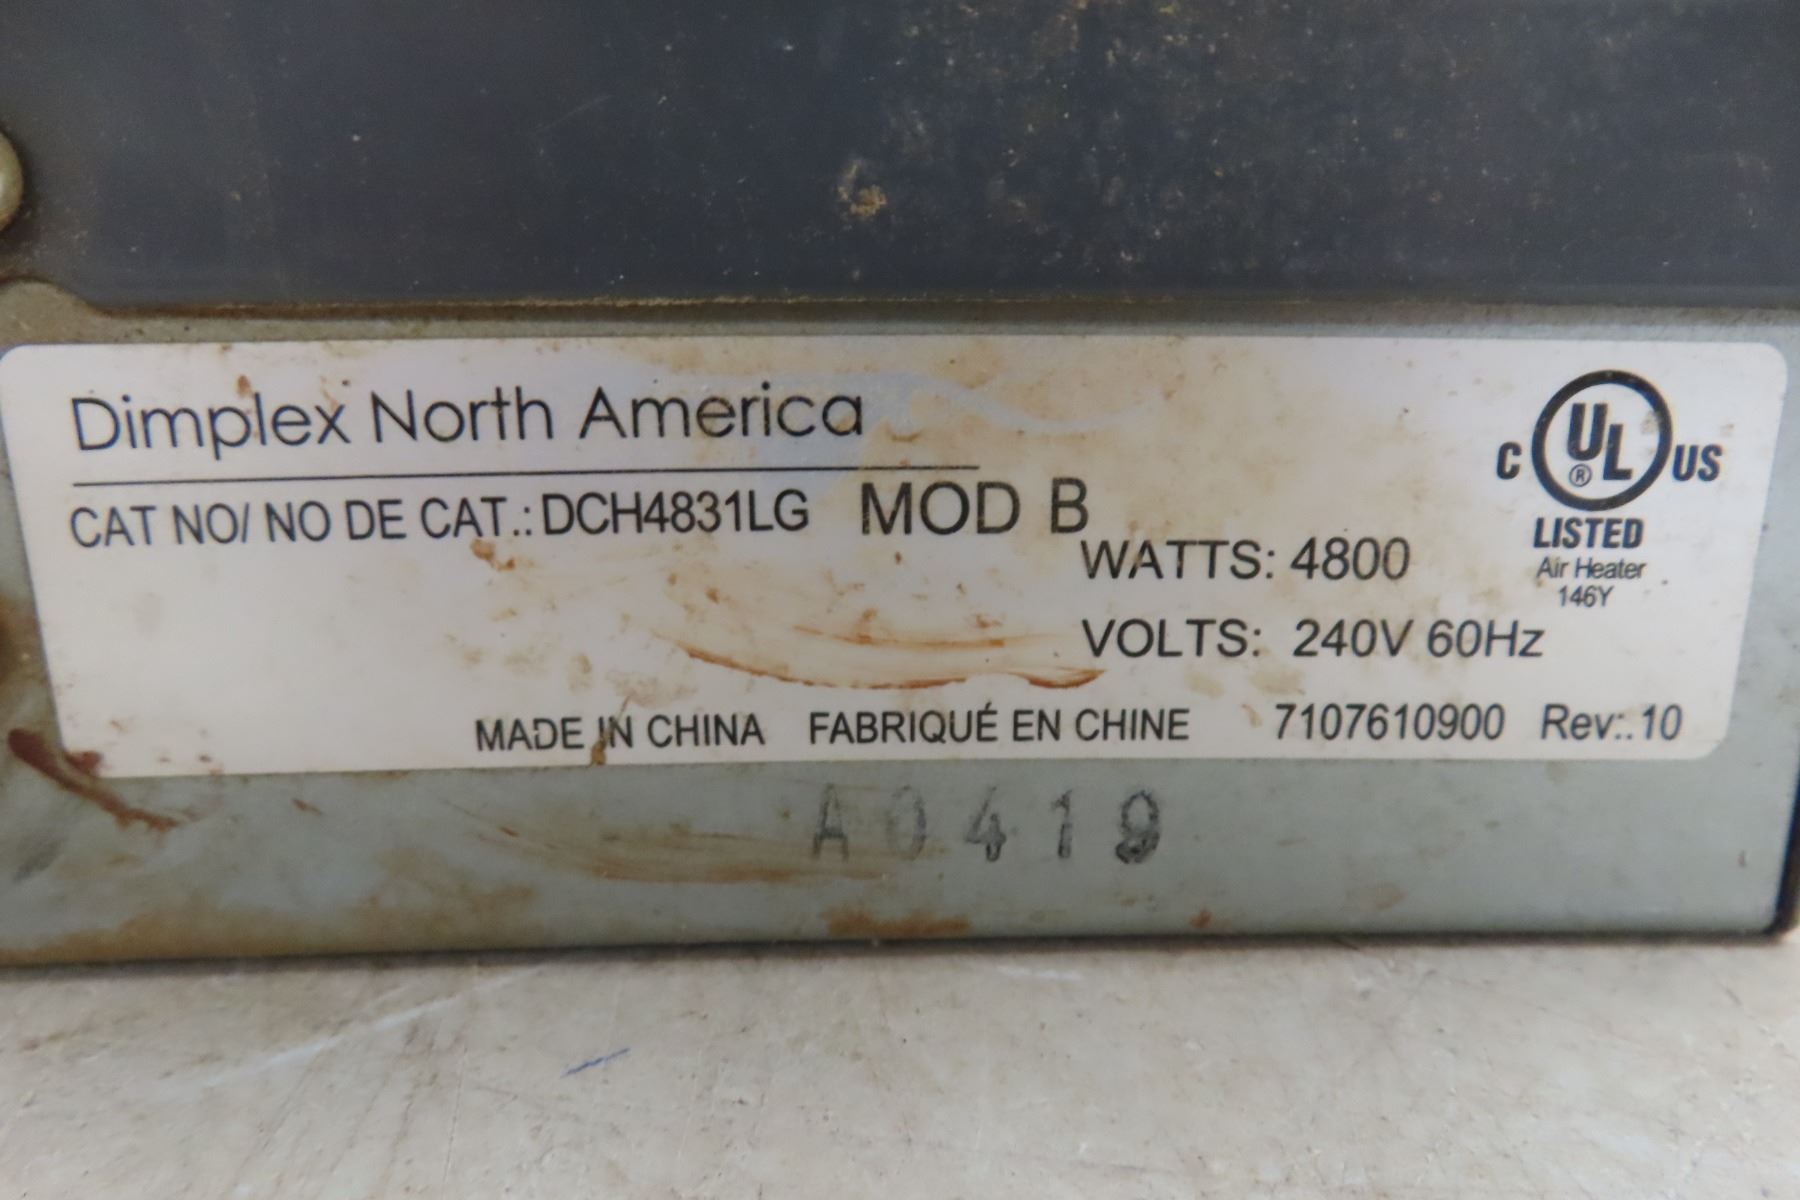 Dimplex North America
CAT NO/ NO DE CAT.: DCH4831LG MOD B
WATTS: 4800
VOLTS: 240V 60Hz
C UL ® US
LISTED
Air Heater
146Y
MADE IN CHINA FABRIQUÉ EN CHINE 7107610900 Rev:.10
A0419